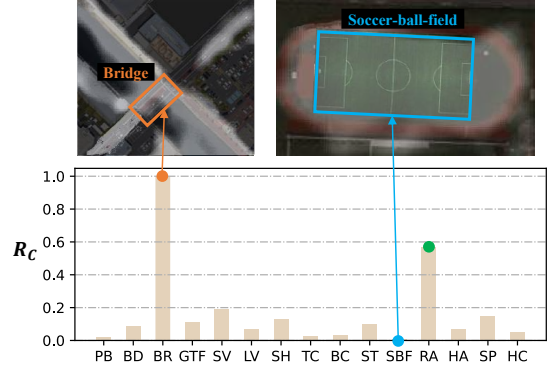 Bridge
Soccer-ball-field
R_C
1.0
0.8
0.6
0.4
0.2
0.0
PB BD BR GTF SV LV SH TC BC ST SBF RA HA SP HC